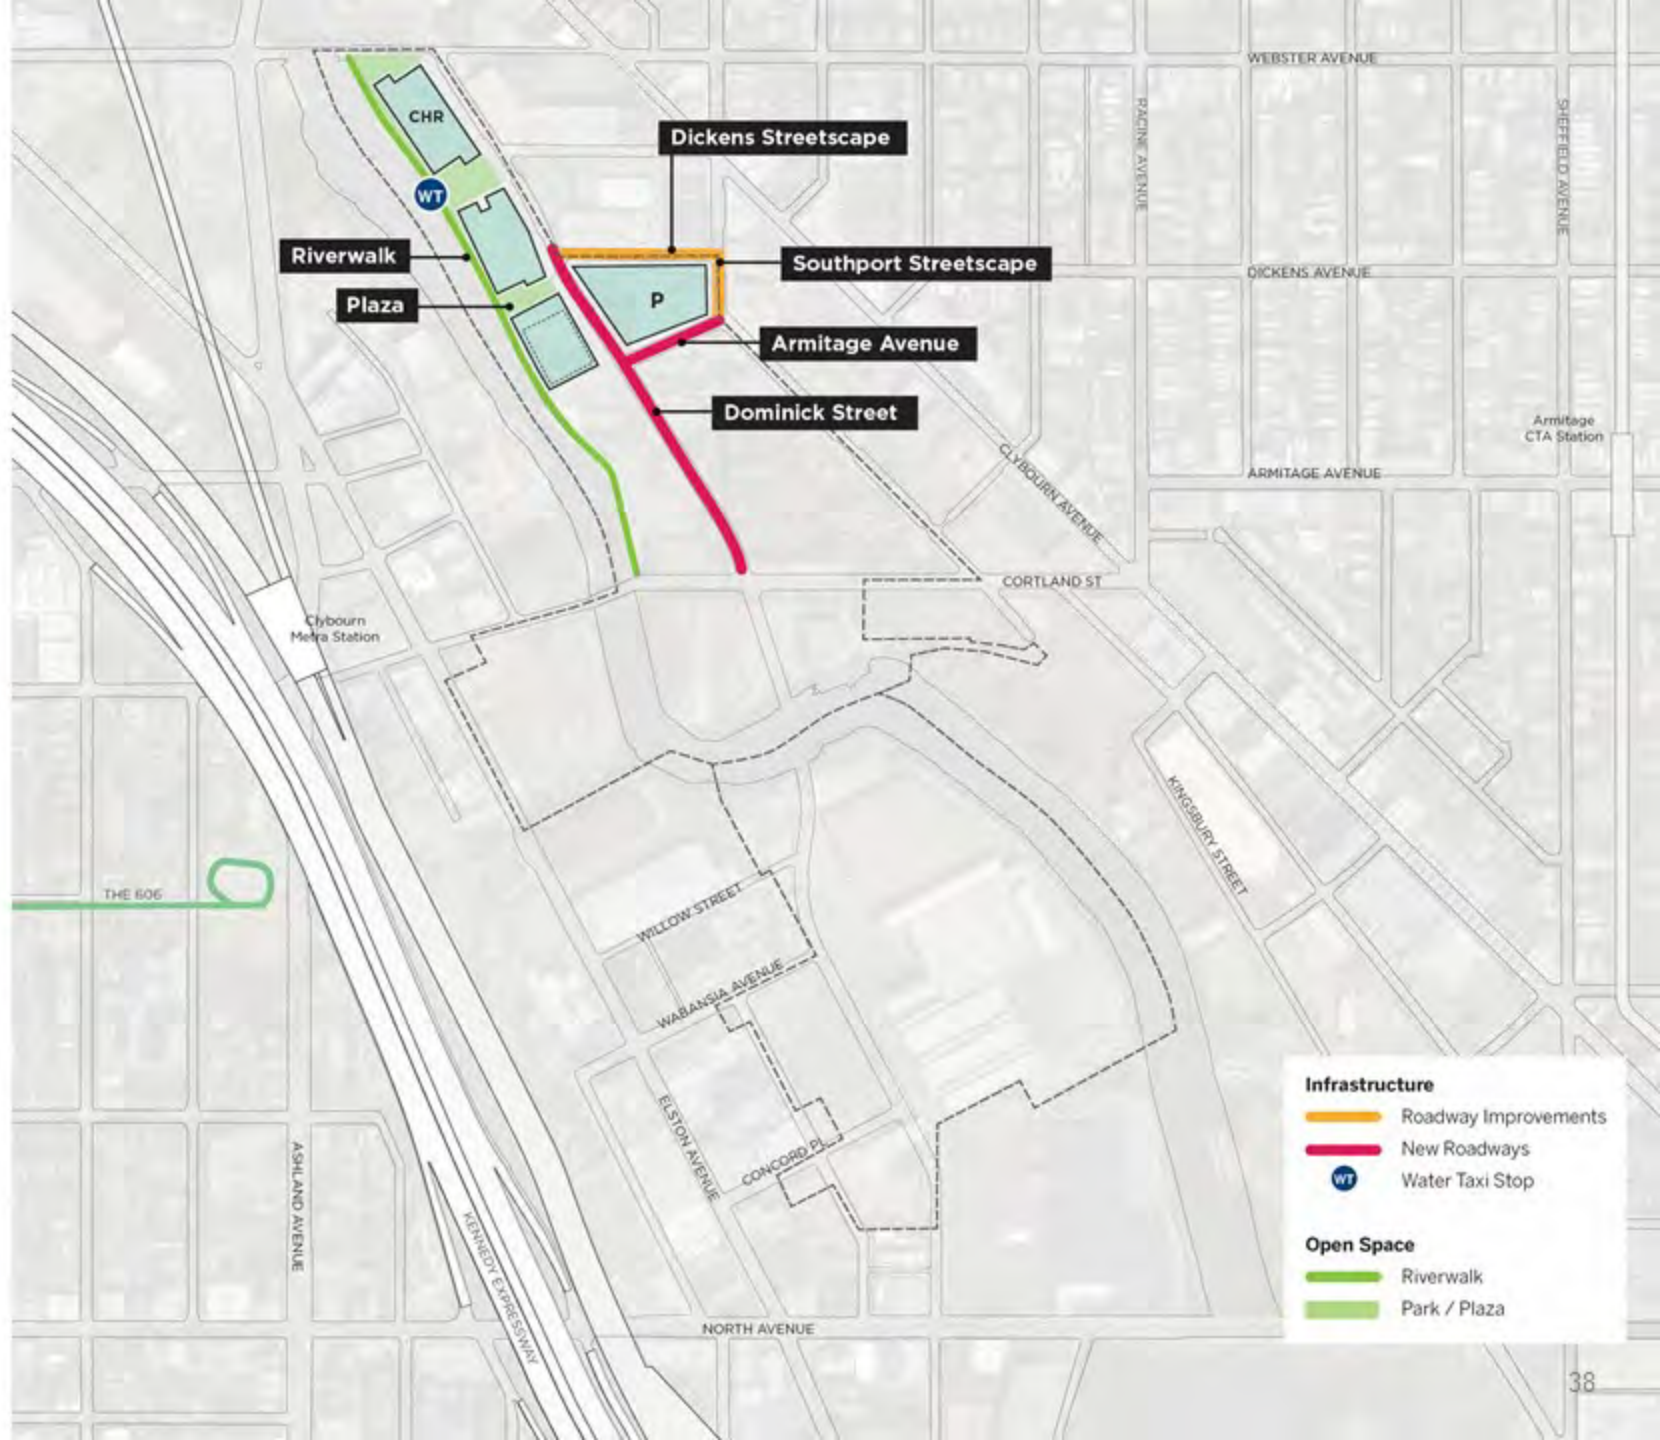 WEBSTER AVENUE
CHR
RACINE AVENUE
SHEFFIELD AVENUE
Dickens Streetscape
WT
Riverwalk
Southport Streetscape
DICKENS AVENUE
Plaza
P
Armitage Avenue
Dominick Street
Armitage
CTA Station
CLYBOURN AVENUE
ARMITAGE AVENUE
CORTLAND ST
Clybourn
Metra Station
KINGSBURY STREET
THE 606
WILLOW STREET
WABANSIA AVENUE
ELSTON AVENUE
CONCORD PL
ASHLAND AVENUE
KENNEDY EXPRESSWAY
NORTH AVENUE
Infrastructure
Roadway Improvements
New Roadways
WT Water Taxi Stop
Open Space
Riverwalk
Park / Plaza
38